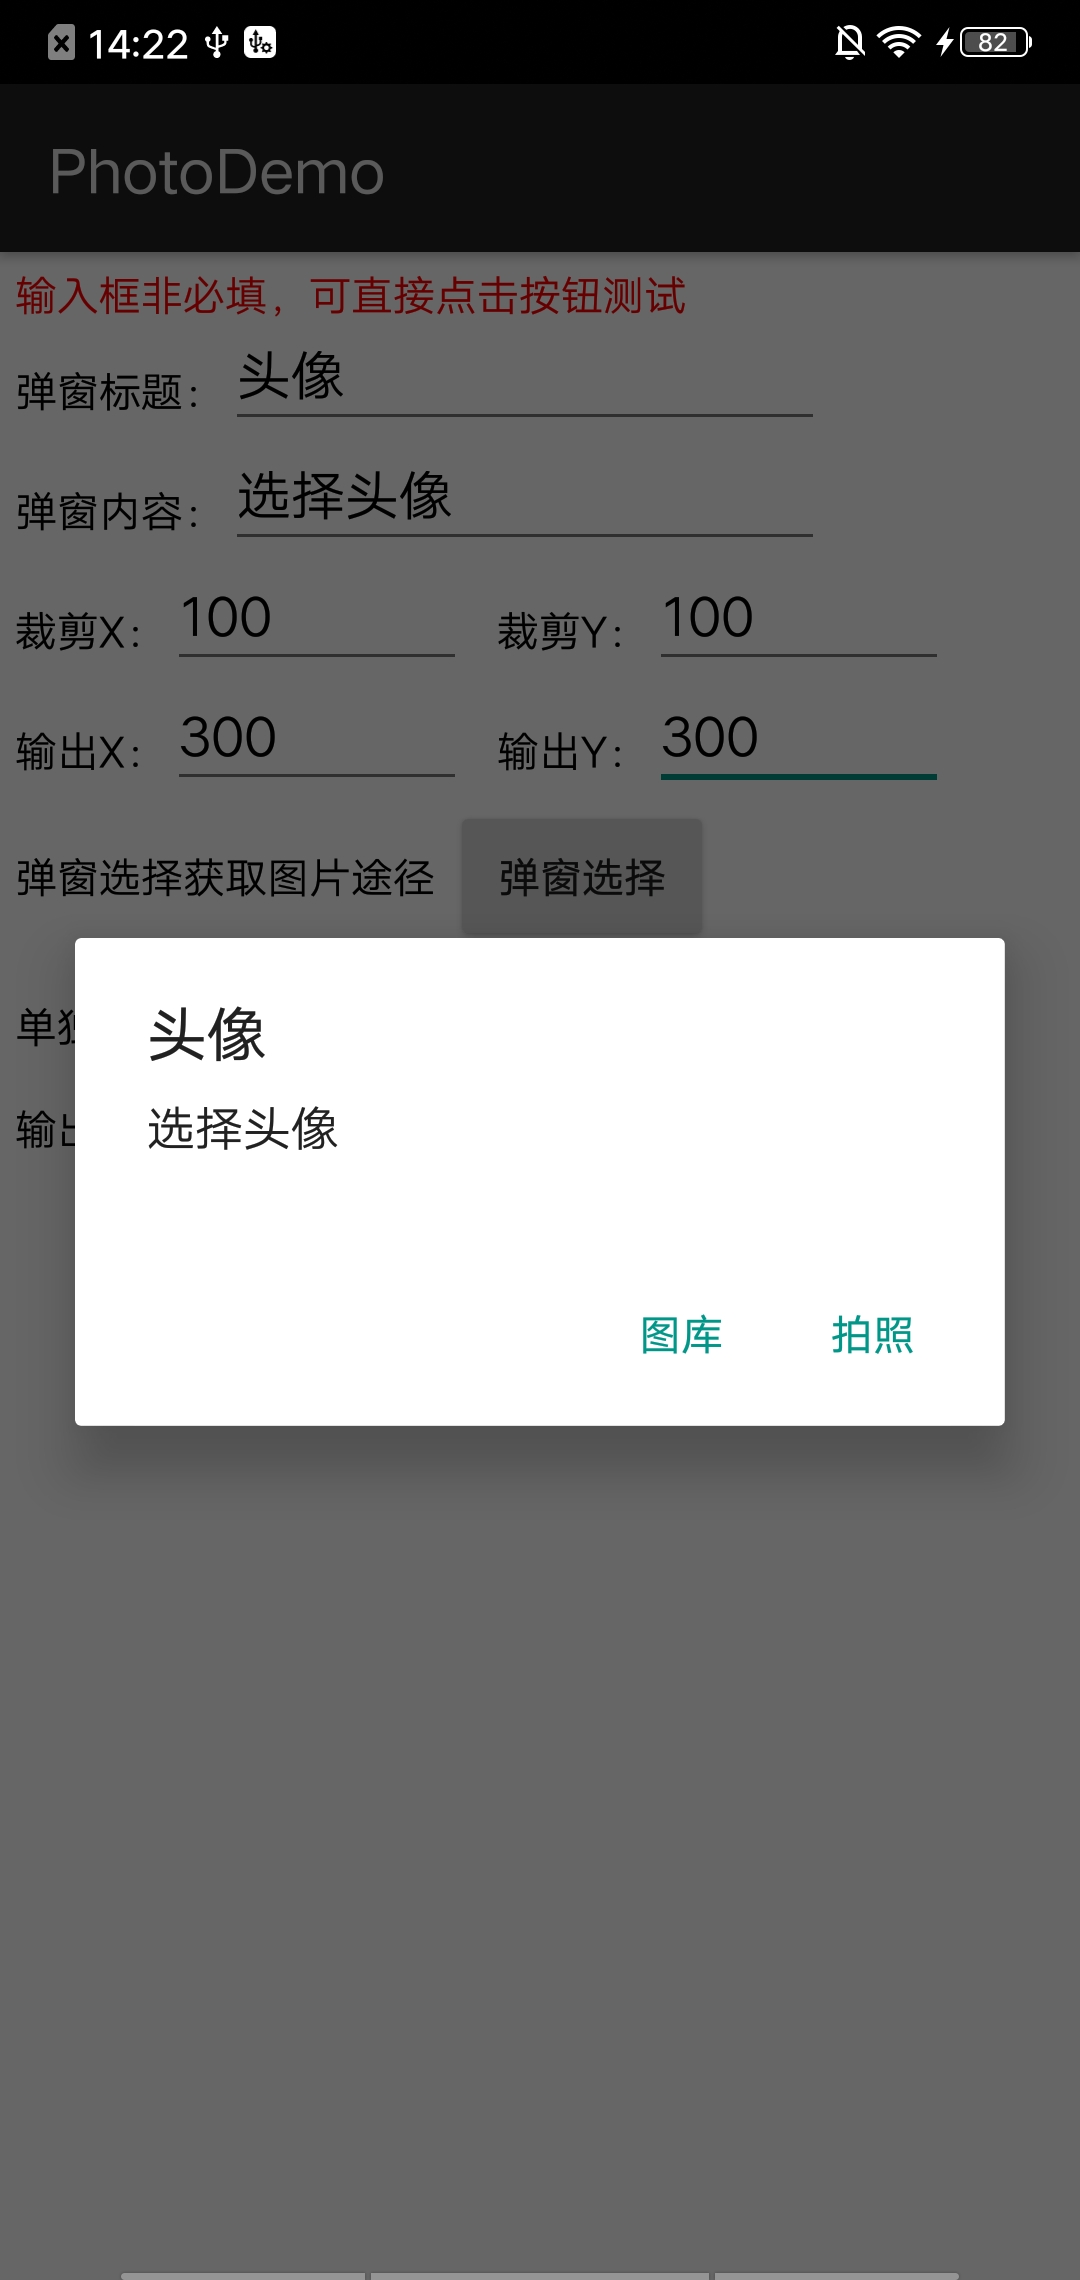 14:22
82
PhotoDemo
输入框非必填，可直接点击按钮测试
弹窗标题： 头像
弹窗内容： 选择头像
裁剪X： 100 裁剪Y： 100
输出X： 300 输出Y： 300
弹窗选择获取图片途径 弹窗选择
单
头像
选择头像
输
图库 拍照